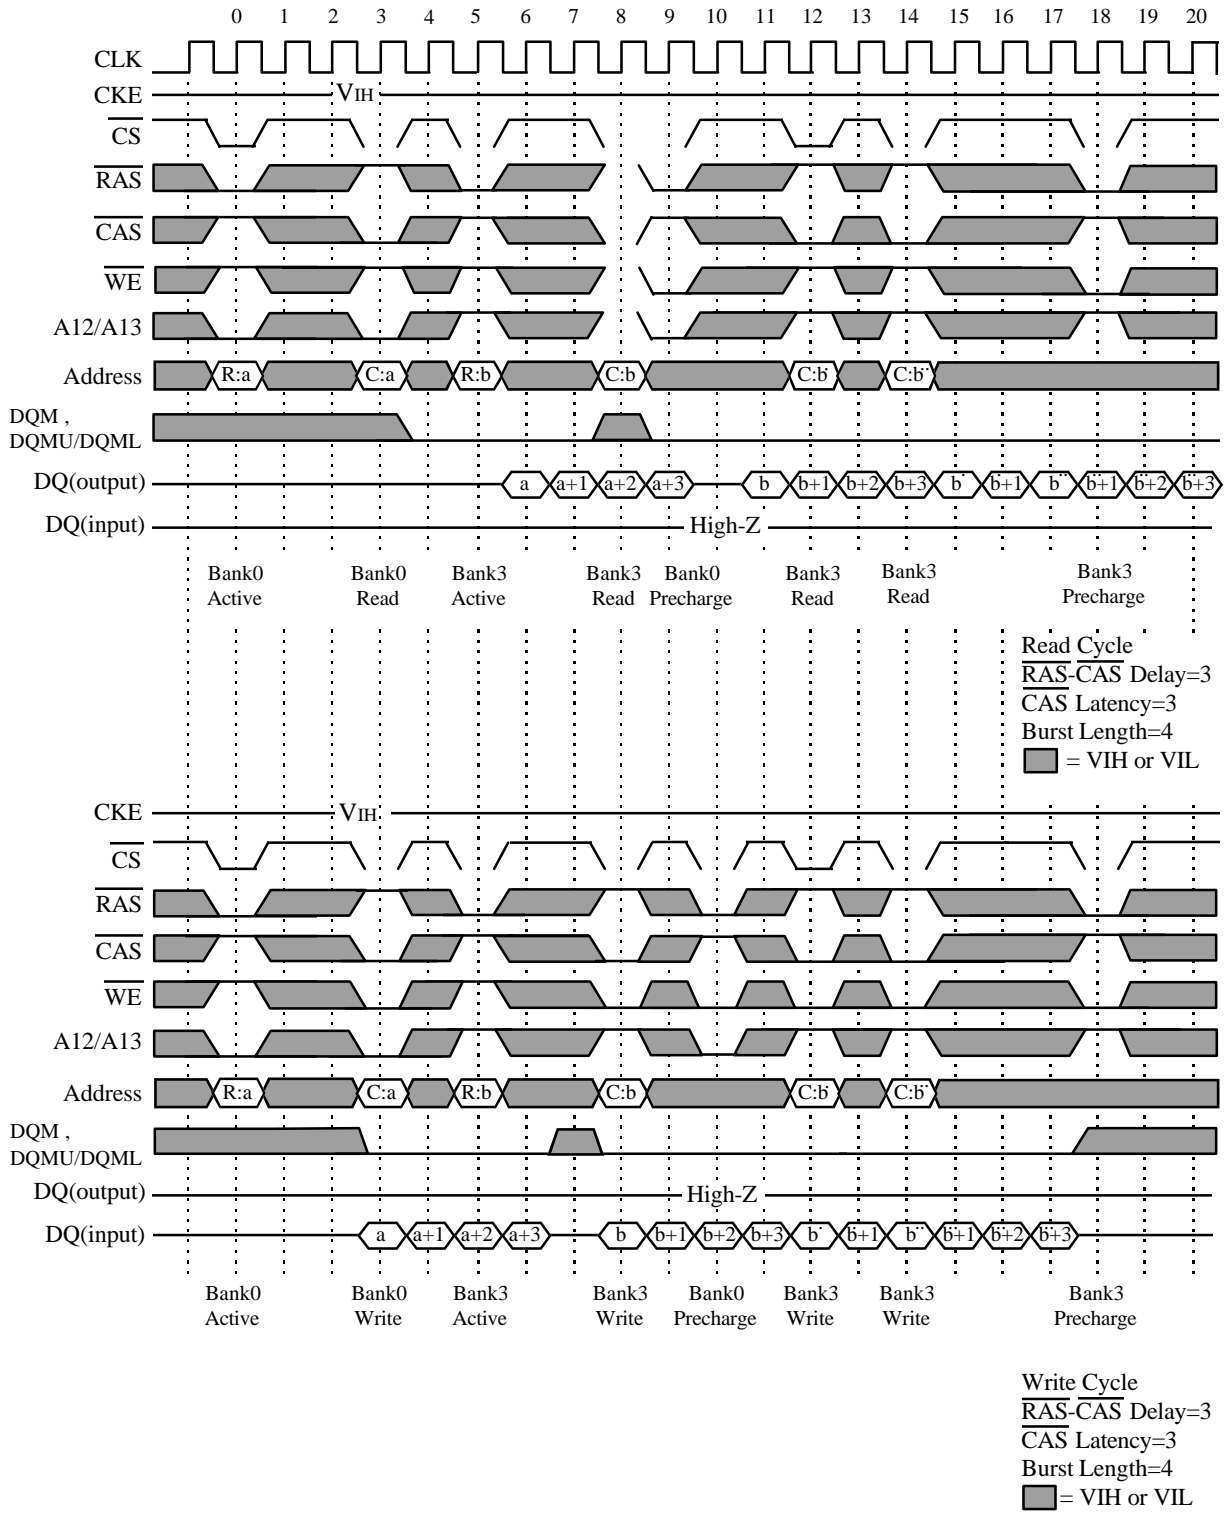 0 1 2 3 4 5 6 7 8 9 10 11 12 13 14 15 16 17 18 19 20
CLK
CKE VIH
CS
RAS
CAS
WE
A12/A13
Address R:a C:a R:b C:b C:b' C:b''
DQM ,
DQMU/DQML
DQ(output) a a+1 a+2 a+3 b b+1 b+2 b+3 b' b'+1 b'' b''+1 b''+2 b''+3
DQ(input) High-Z
Bank0 Bank0 Bank3 Bank3 Bank0 Bank3 Bank3 Bank3
Active Read Active Read Precharge Read Read Precharge
Read Cycle
RAS-CAS Delay=3
CAS Latency=3
Burst Length=4
= VIH or VIL
CKE VIH
CS
RAS
CAS
WE
A12/A13
Address R:a C:a R:b C:b C:b' C:b''
DQM ,
DQMU/DQML
DQ(output) High-Z
DQ(input) a a+1 a+2 a+3 b b+1 b+2 b+3 b' b'+1 b'' b''+1 b''+2 b''+3
Bank0 Bank0 Bank3 Bank3 Bank0 Bank3 Bank3 Bank3
Active Write Active Write Precharge Write Write Precharge
Write Cycle
RAS-CAS Delay=3
CAS Latency=3
Burst Length=4
= VIH or VIL